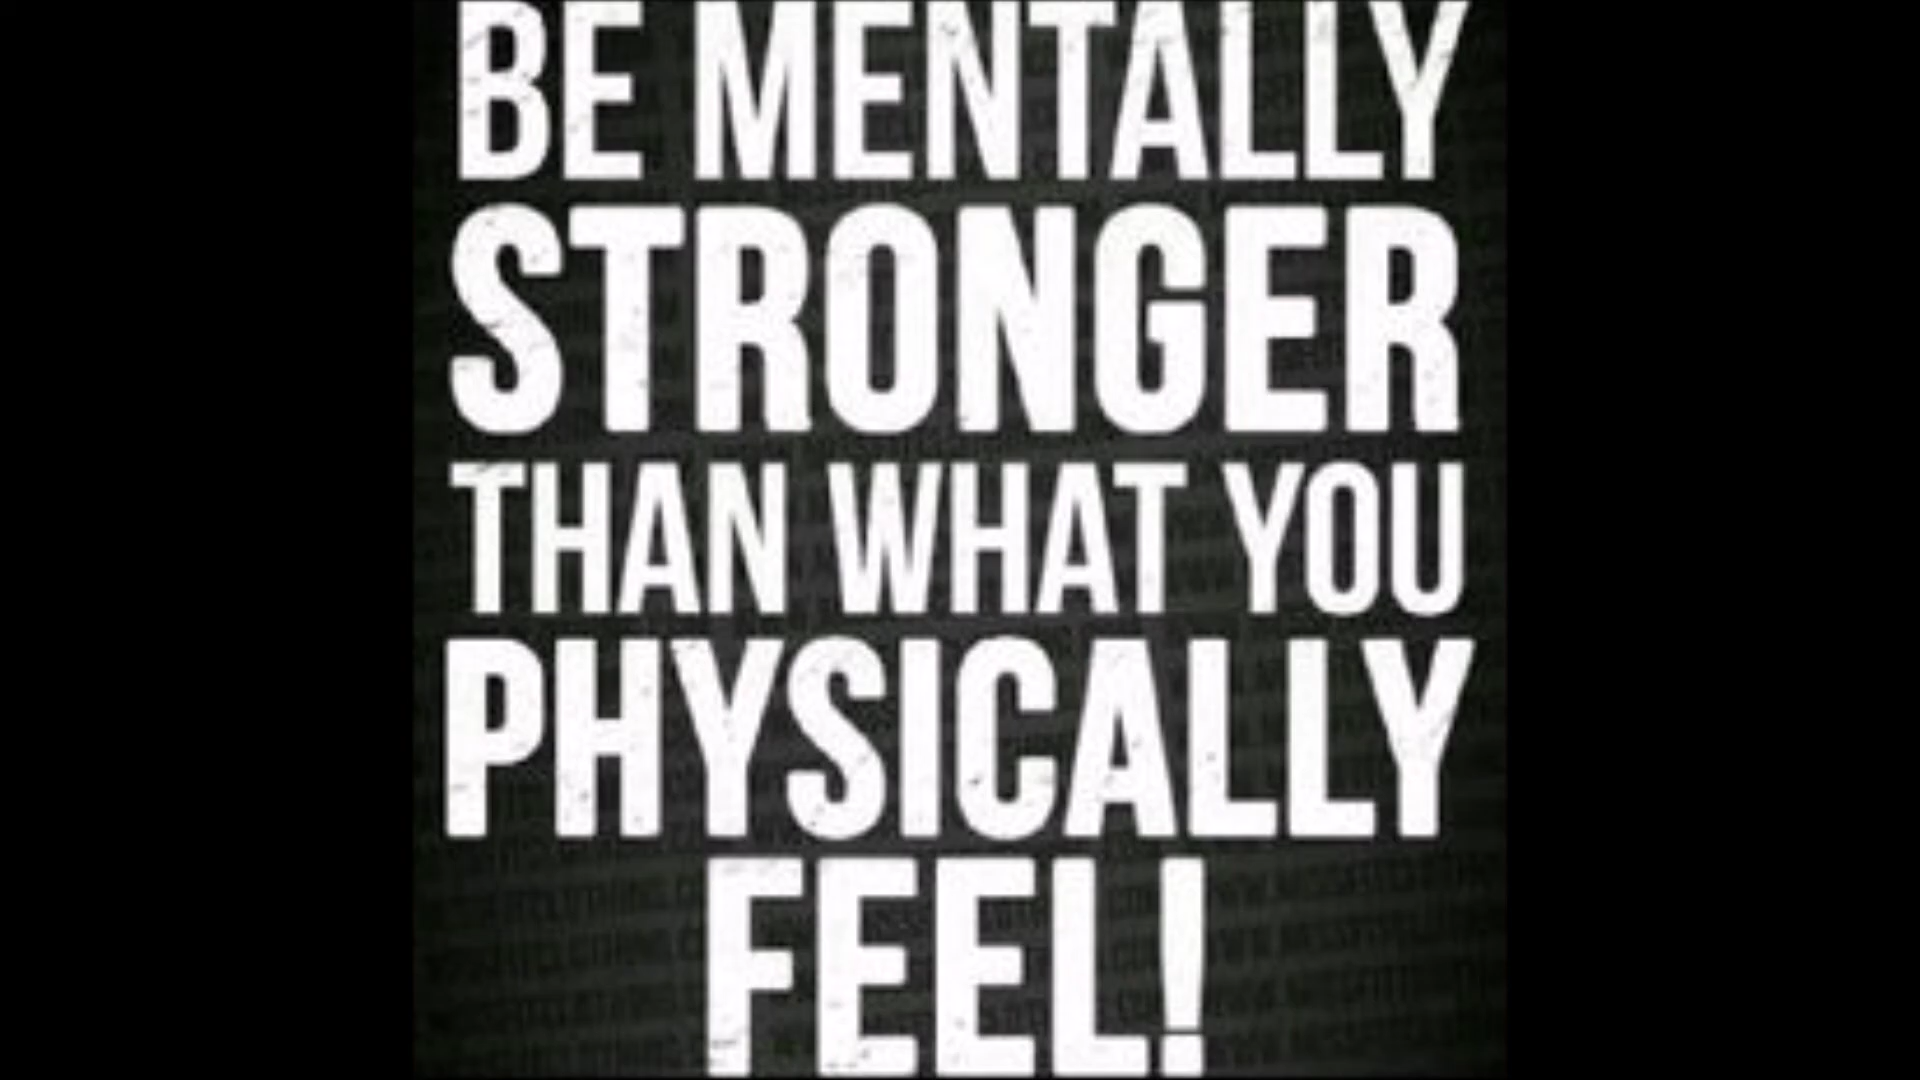 BE MENTALLY
STRONGER
THAN WHAT YOU
PHYSICALLY
FEEL!